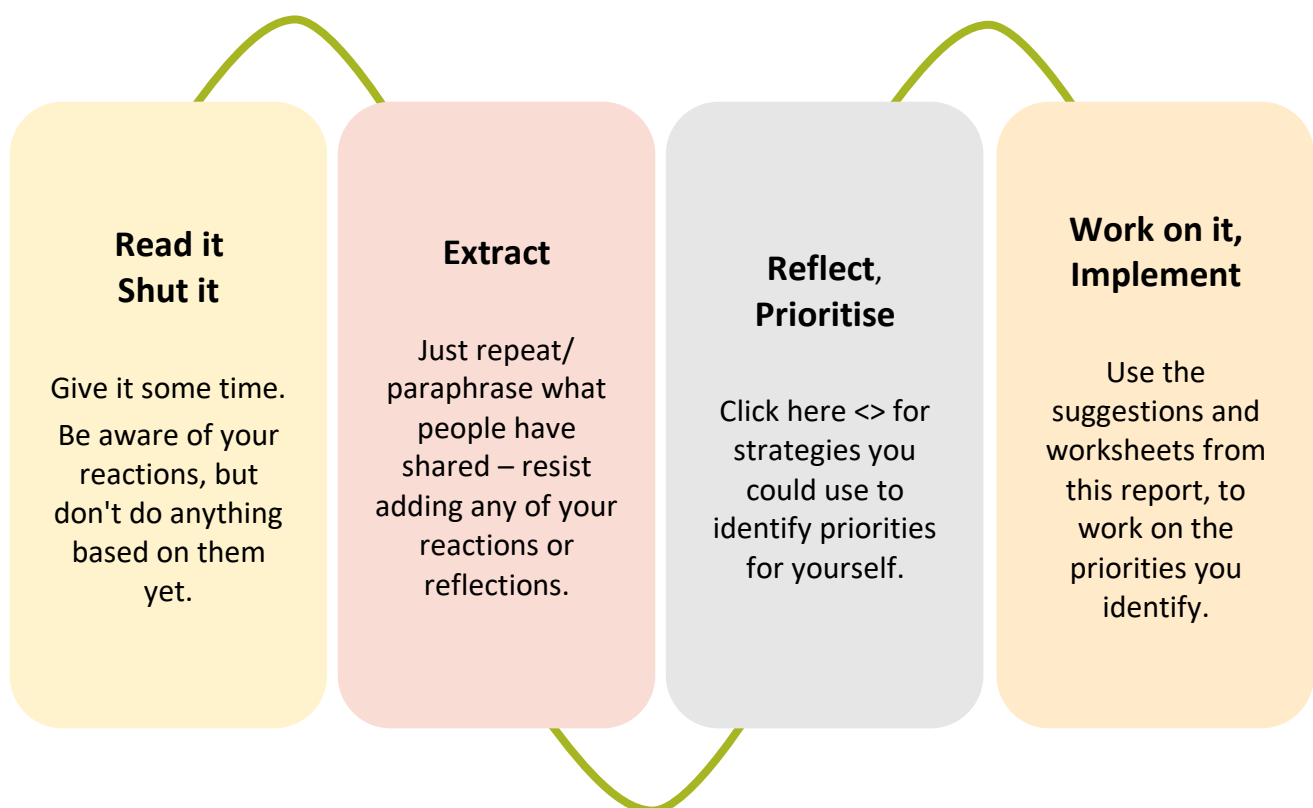 Read it
Shut it
Give it some time.
Be aware of your
reactions, but
don't do anything
based on them
yet.
Extract
Just repeat/
paraphrase what
people have
shared – resist
adding any of your
reactions or
reflections.
Reflect,
Prioritise
Click here <> for
strategies you
could use to
identify priorities
for yourself.
Work on it,
Implement
Use the
suggestions and
worksheets from
this report, to
work on the
priorities you
identify.